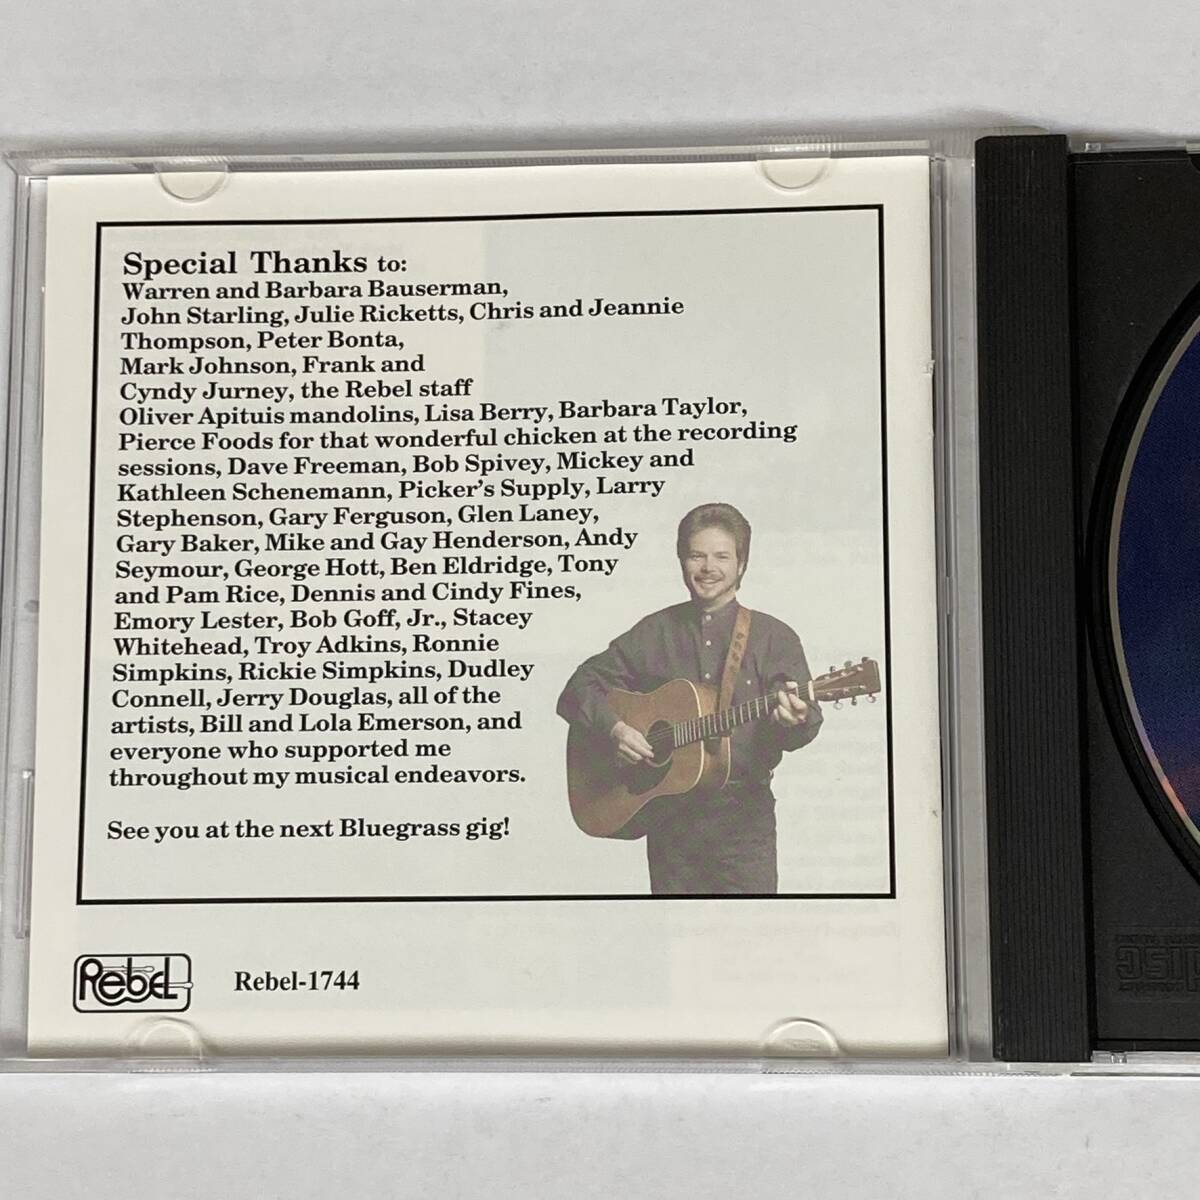 Special Thanks to:
Warren and Barbara Bauserman,
John Starling, Julie Ricketts, Chris and Jeannie
Thompson, Peter Bonta,
Mark Johnson, Frank and
Cyndy Jurney, the Rebel staff
Oliver Apituis mandolins, Lisa Berry, Barbara Taylor,
Pierce Foods for that wonderful chicken at the recording
sessions, Dave Freeman, Bob Spivey, Mickey and
Kathleen Schenemann, Picker's Supply, Larry
Stephenson, Gary Ferguson, Glen Laney,
Gary Baker, Mike and Gay Henderson, Andy
Seymour, George Hott, Ben Eldridge, Tony
and Pam Rice, Dennis and Cindy Fines,
Emory Lester, Bob Goff, Jr., Stacey
Whitehead, Troy Adkins, Ronnie
Simpkins, Rickie Simpkins, Dudley
Connell, Jerry Douglas, all of the
artists, Bill and Lola Emerson, and
everyone who supported me
throughout my musical endeavors.
See you at the next Bluegrass gig!
Rebel
Rebel-1744